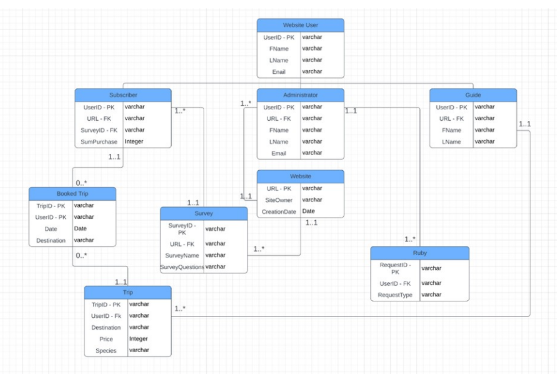 Website User
UserID - PK varchar
FName varchar
LName varchar
Email varchar
Subscriber
UserID - PK varchar
URL - FK varchar
SurveyID - FK varchar
SumPurchase Integer
Administrator
UserID - PK varchar
URL - FK varchar
FName varchar
LName varchar
Email varchar
Guide
UserID - PK varchar
URL - FK varchar
FName varchar
LName varchar
1..*
1..*
1..1
1..1
1..1
0..*
Website
URL - PK varchar
SiteOwner varchar
CreationDate Date
1..1
1..1
1..1
Booked Trip
TripID - PK varchar
UserID - PK varchar
Date Date
Destination varchar
0..*
Survey
SurveyID - PK varchar
URL - PK varchar
SurveyName varchar
SurveyQuestions varchar
1..*
1..*
Ruby
RequestID - PK varchar
UserID - FK varchar
RequestType varchar
1..1
Trip
TripID - PK varchar
UserID - Fk varchar
Destination varchar
Price Integer
Species varchar
1..*